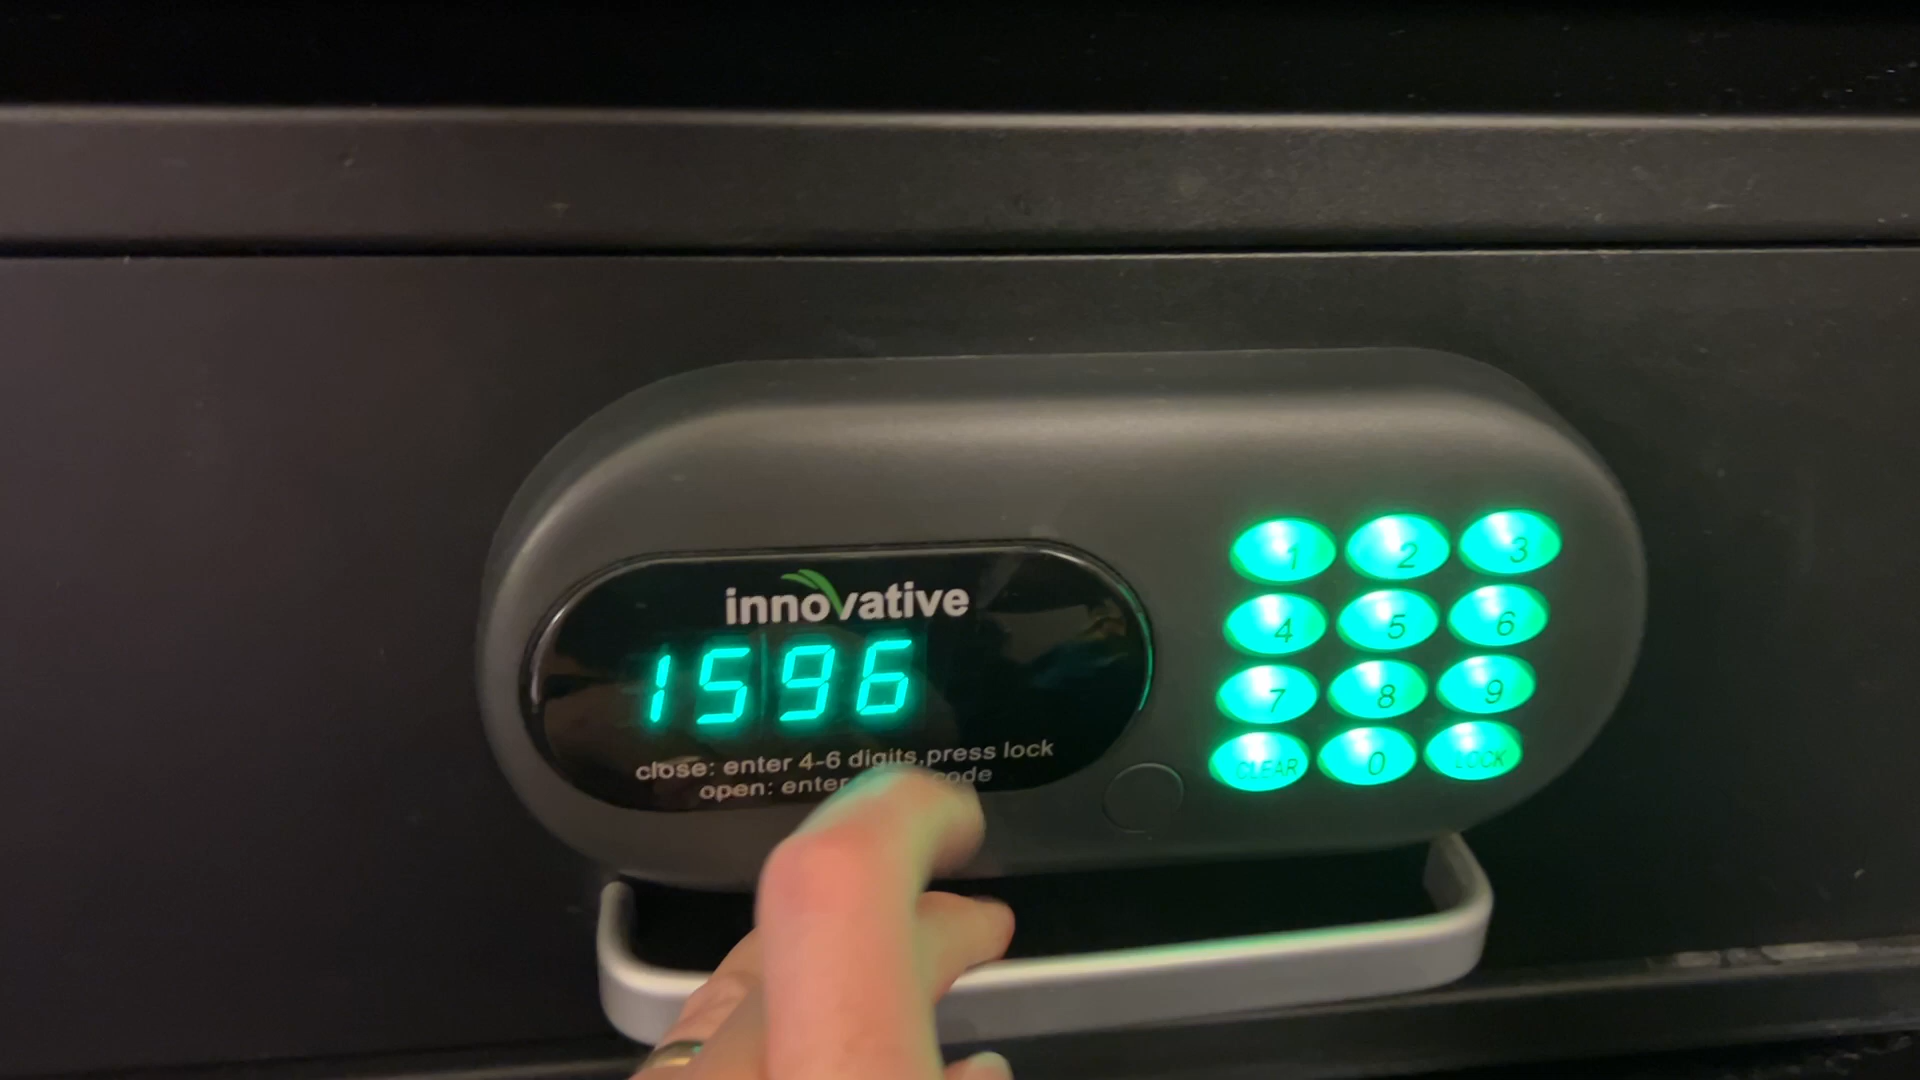 innovative
1596
close: enter 4-6 digits,press lock
open: enter code
1 2 3
4 5 6
7 8 9
CLEAR 0 LOCK